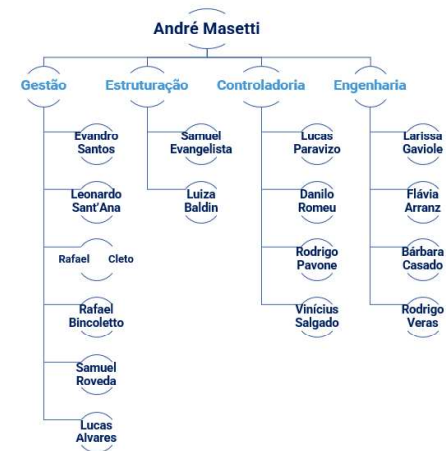 André Masetti
Gestão
Estruturação
Controladoria
Engenharia
Evandro
Santos
Leonardo
Sant'Ana
Rafael Cleto
Rafael
Bincoletto
Samuel
Roveda
Lucas
Alvares
Samuel
Evangelista
Luiza
Baldin
Lucas
Paravizo
Danilo
Romeu
Rodrigo
Pavone
Vinícius
Salgado
Larissa
Gaviole
Flávia
Arranz
Bárbara
Casado
Rodrigo
Veras